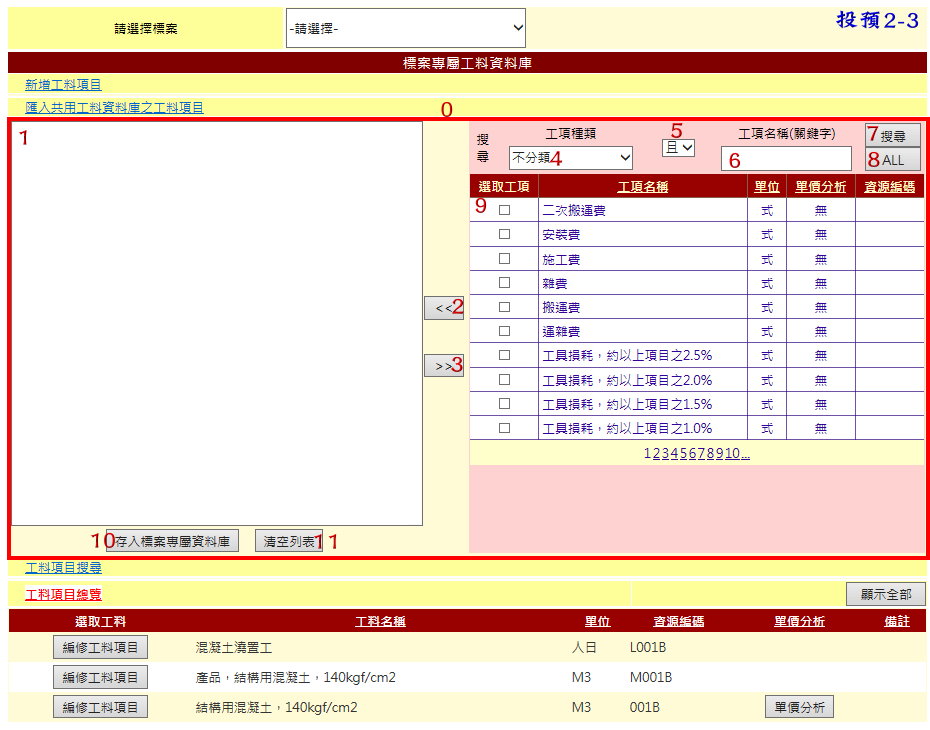 請選擇標案 -請選擇- 投預2-3
標案專屬工料資料庫
新增工料項目
匯入共用工料資料庫之工料項目 0
1
搜尋 工項種類 5 工項名稱(關鍵字) 7 搜尋
不分類 4 且 6 8 ALL
選取工項 工項名稱 單位 單價分析 資源編碼
9 二次搬運費 式 無
安裝費 式 無
施工費 式 無
雜費 式 無
<< 2 搬運費 式 無
運雜費 式 無
>> 3 工具損耗，約以上項目之2.5% 式 無
工具損耗，約以上項目之2.0% 式 無
工具損耗，約以上項目之1.5% 式 無
工具損耗，約以上項目之1.0% 式 無
12345678910...
10 存入標案專屬資料庫 清空列表 11
工料項目搜尋
工料項目總覽 顯示全部
選取工料 工料名稱 單位 資源編碼 單價分析 備註
編修工料項目 混凝土澆置工 人日 L001B
編修工料項目 產品，結構用混凝土，140kgf/cm2 M3 M001B
編修工料項目 結構用混凝土，140kgf/cm2 M3 001B 單價分析